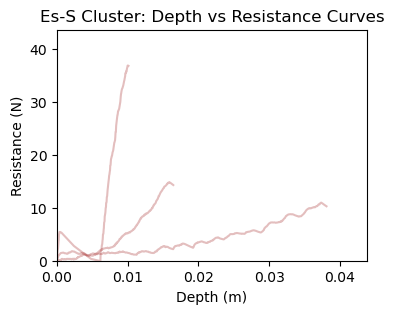 Es-S Cluster: Depth vs Resistance Curves
40
30
20
10
0
Resistance (N)
0.00 0.01 0.02 0.03 0.04
Depth (m)